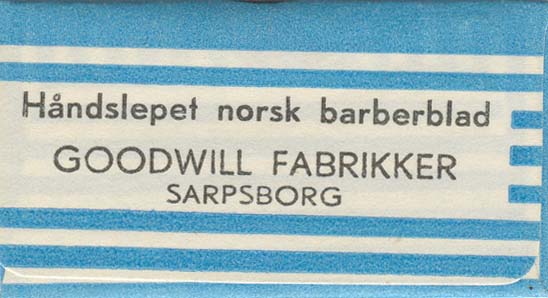 Håndslepet norsk barberblad
GOODWILL FABRIKKER
SARPSBORG